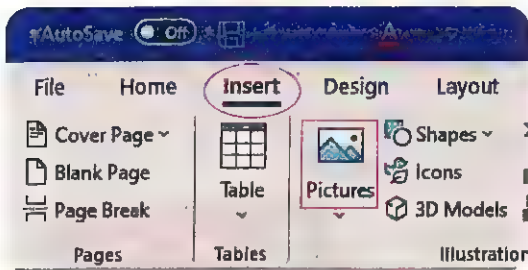 AutoSave Off
File Home Insert Design Layout
Cover Page
Blank Page
Page Break
Pages
Table
Tables
Pictures
Shapes
Icons
3D Models